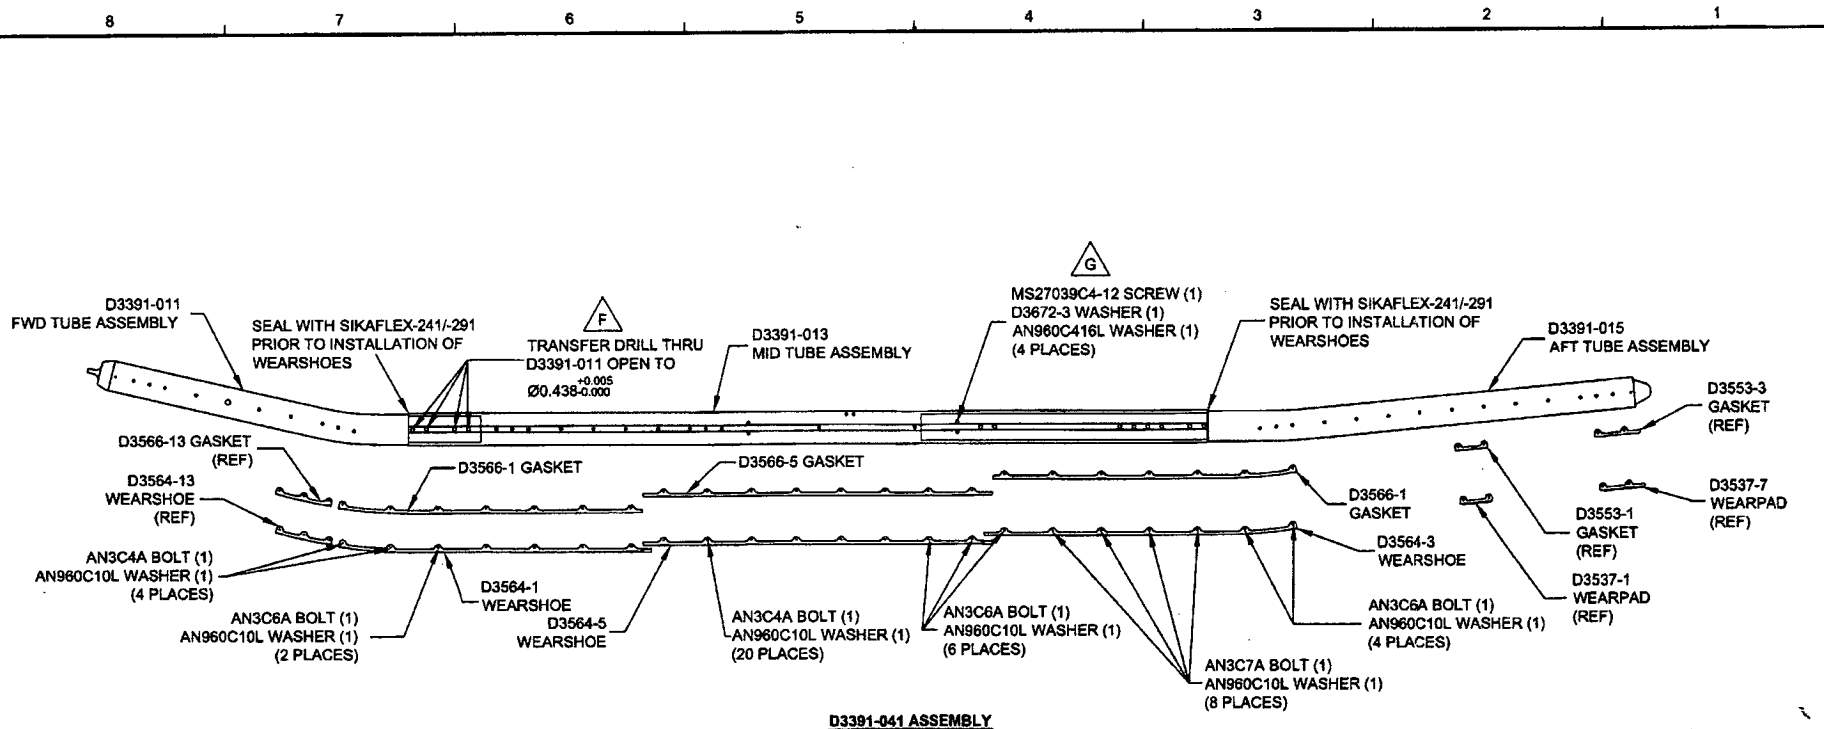 8 7 6 5 4 3 2 1
D3391-011
FWD TUBE ASSEMBLY
SEAL WITH SIKAFLEX-241/-291
PRIOR TO INSTALLATION OF
WEARSHOES
F
TRANSFER DRILL THRU
D3391-011 OPEN TO
Ø0.438+0.005-0.000
D3391-013
MID TUBE ASSEMBLY
G
MS27039C4-12 SCREW (1)
D3672-3 WASHER (1)
AN960C416L WASHER (1)
(4 PLACES)
SEAL WITH SIKAFLEX-241/-291
PRIOR TO INSTALLATION OF
WEARSHOES
D3391-015
AFT TUBE ASSEMBLY
D3553-3
GASKET
(REF)
D3566-13 GASKET
(REF)
D3566-1 GASKET
D3566-5 GASKET
D3566-1
GASKET
D3564-13
WEARSHOE
(REF)
D3537-7
WEARPAD
(REF)
D3553-1
GASKET
(REF)
D3564-3
WEARSHOE
AN3C4A BOLT (1)
AN960C10L WASHER (1)
(4 PLACES)
D3564-1
WEARSHOE
D3537-1
WEARPAD
(REF)
AN3C6A BOLT (1)
AN960C10L WASHER (1)
(2 PLACES)
D3564-5
WEARSHOE
AN3C4A BOLT (1)
AN960C10L WASHER (1)
(20 PLACES)
AN3C6A BOLT (1)
AN960C10L WASHER (1)
(6 PLACES)
AN3C6A BOLT (1)
AN960C10L WASHER (1)
(4 PLACES)
AN3C7A BOLT (1)
AN960C10L WASHER (1)
(8 PLACES)
D3391-041 ASSEMBLY